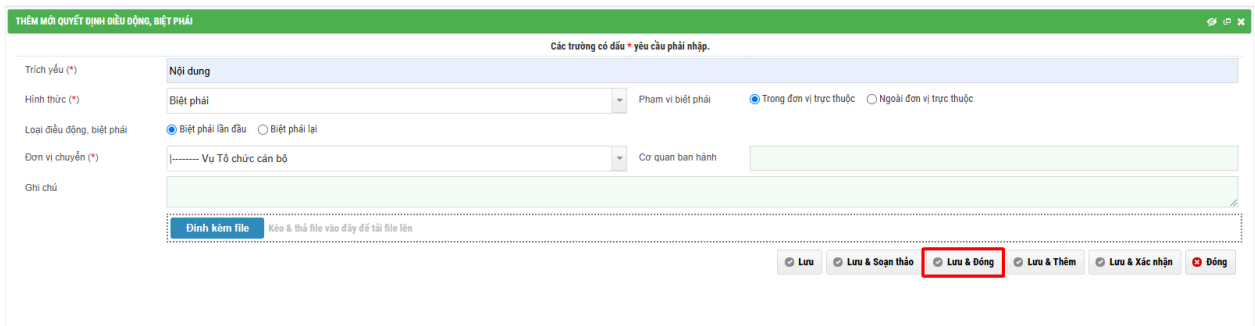 THÊM MỚI QUYẾT ĐỊNH ĐIỀU ĐỘNG, BIỆT PHÁI
Các trường có dấu * yêu cầu phải nhập.
Trích yếu (*) Nội dung
Hình thức (*) Biệt phái Phạm vi biệt phái Trong đơn vị trực thuộc Ngoài đơn vị trực thuộc
Loại điều động, biệt phái Biệt phái lần đầu Biệt phái lại
Đơn vị chuyển (*) |-------- Vụ Tổ chức cán bộ Cơ quan ban hành
Ghi chú
Đính kèm file Kéo & thả file vào đây để tải file lên
Lưu Lưu & Soạn thảo Lưu & Đóng Lưu & Thêm Lưu & Xác nhận Đóng